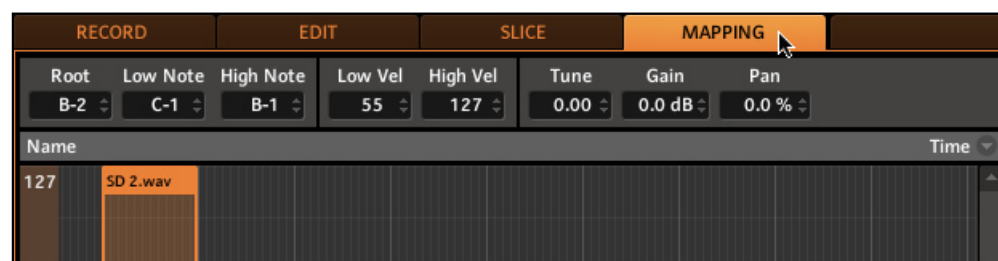 RECORD EDIT SLICE MAPPING
Root Low Note High Note Low Vel High Vel Tune Gain Pan
B-2 C-1 B-1 55 127 0.00 0.0 dB 0.0 %
Name Time
127 SD 2.wav